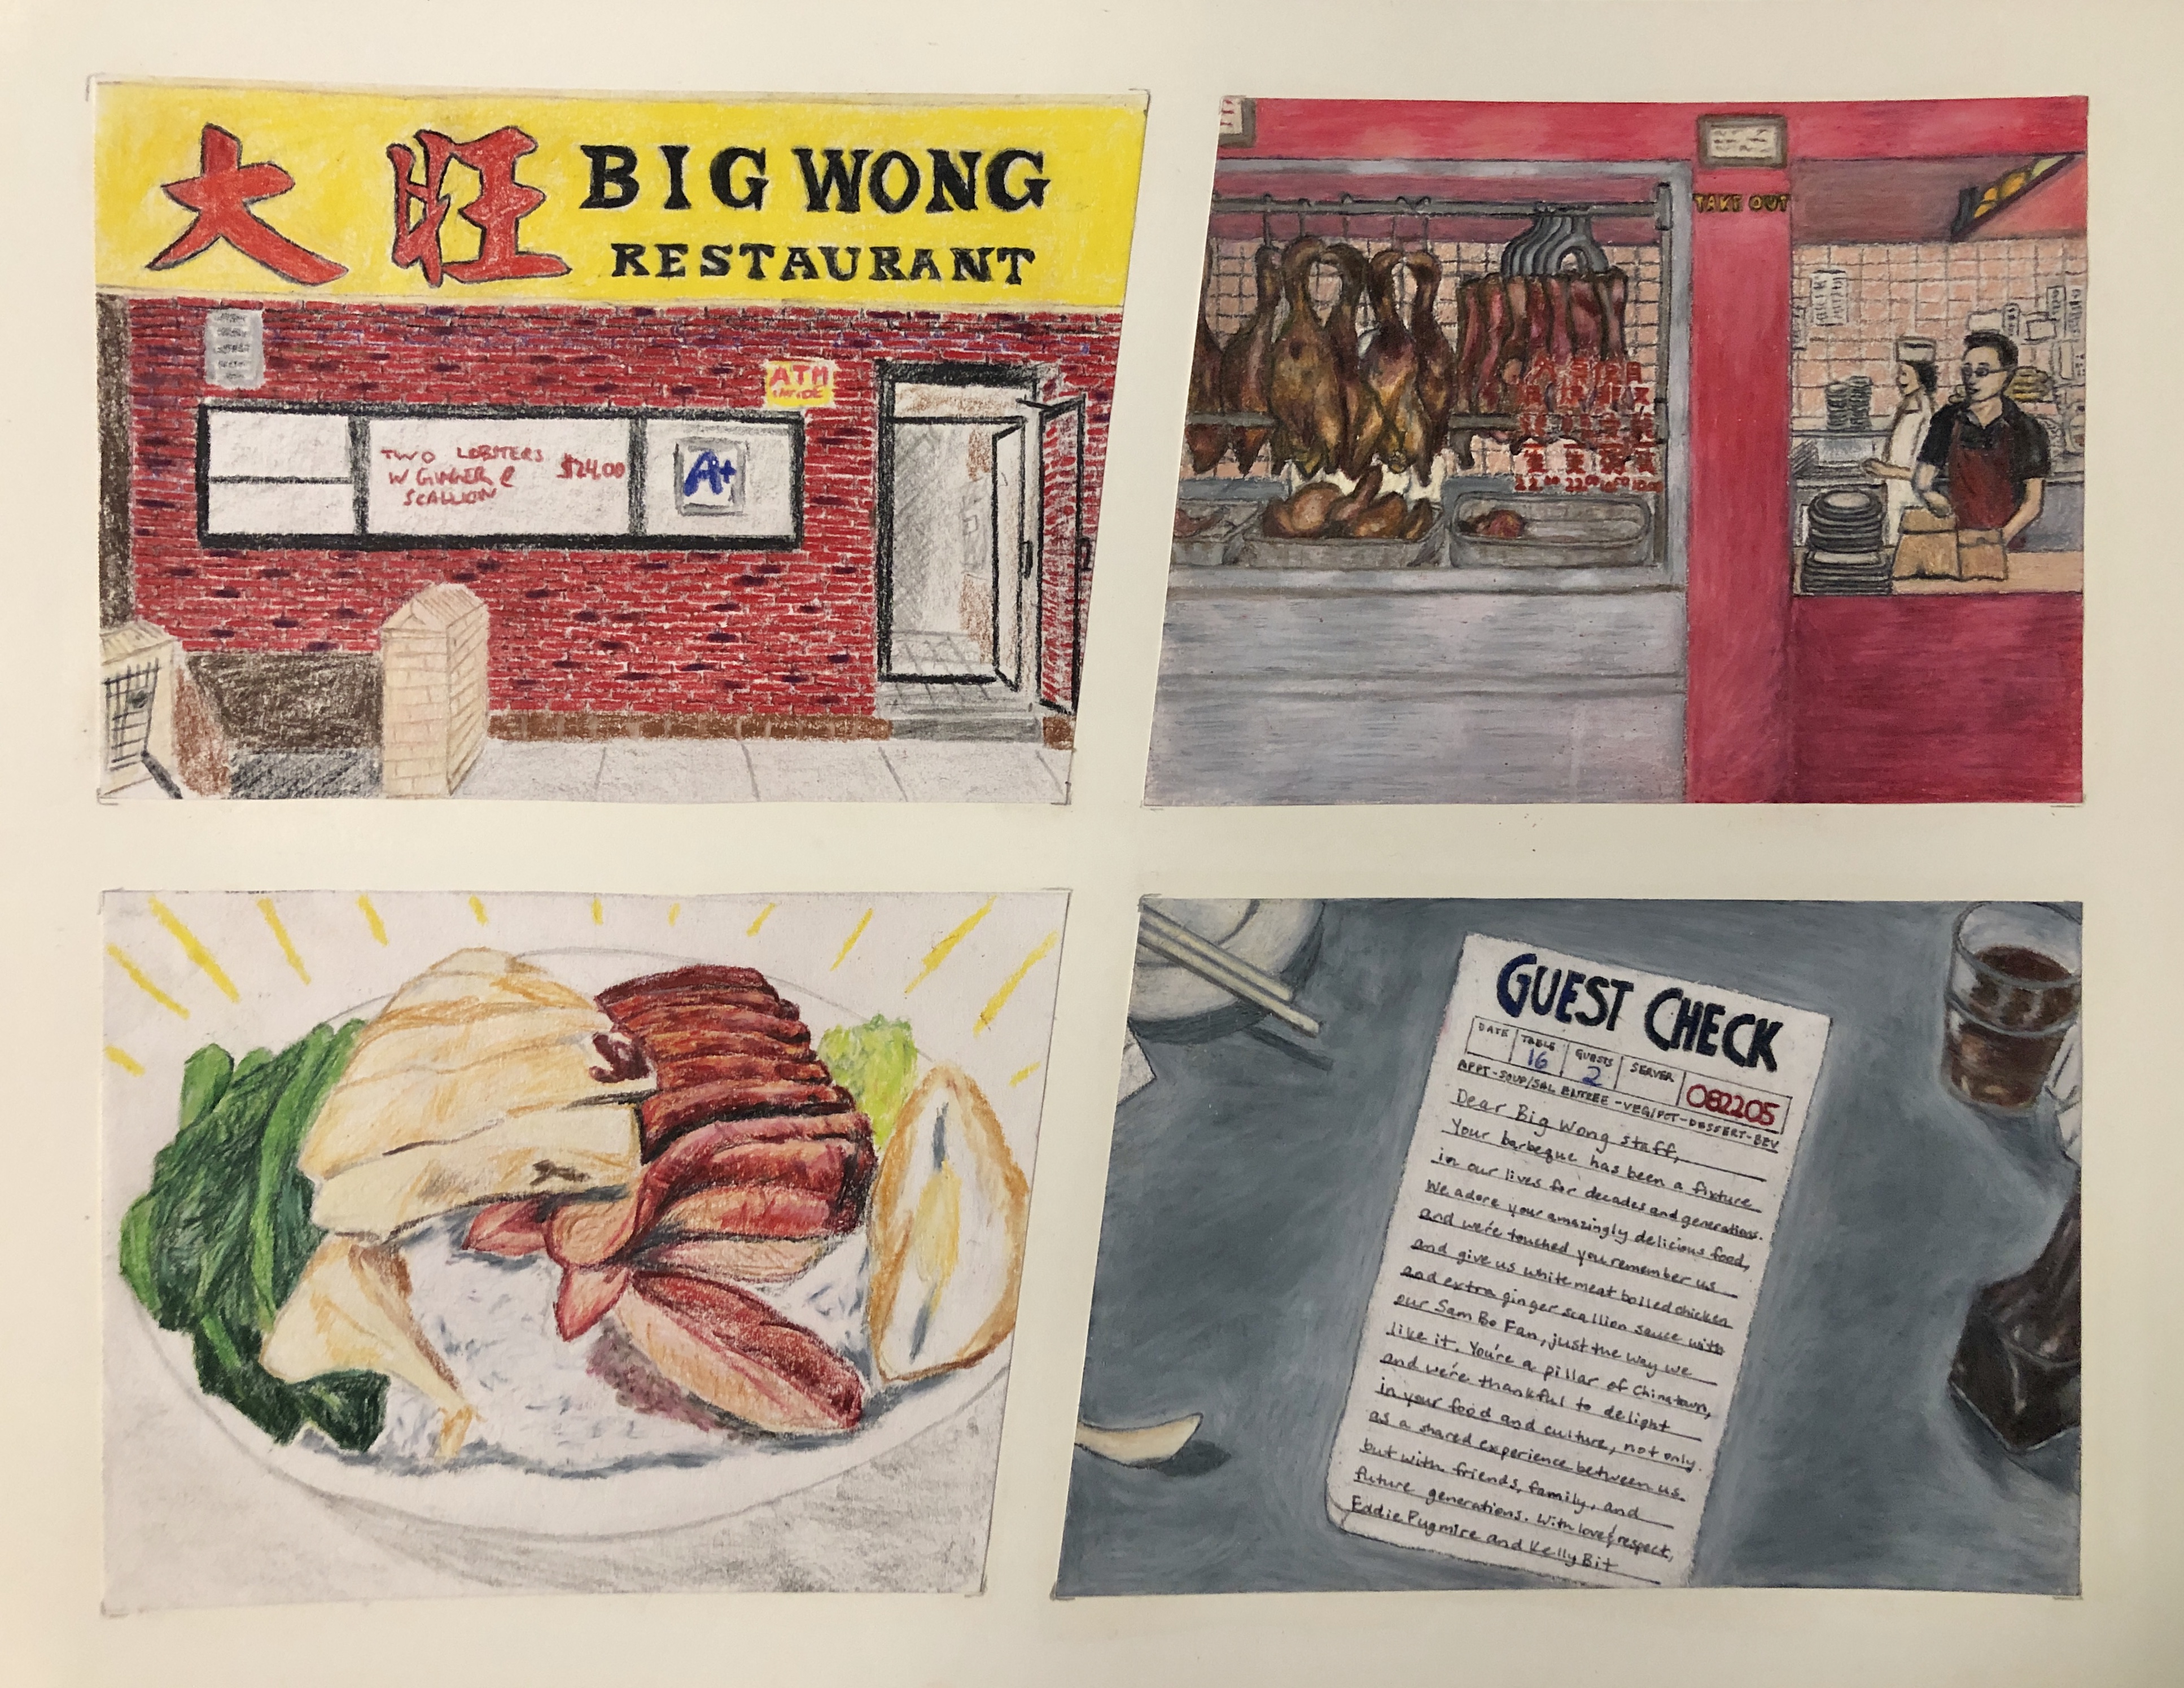 大旺 BIG WONG
RESTAURANT
ATM
INSIDE
TWO LOBSTERS
W GINGER &
SCALLION
$24.00
A+
TAKE OUT
GUEST CHECK
DATE TABLE GUESTS SERVER
16 2 082205
APPT-SOUP/SAL ENTREE-VEG/POT-DESSERT-BEV
Dear Big Wong staff,
Your barbeque has been a fixture
in our lives for decades and generations.
We adore your amazingly delicious food,
and we're touched you remember us
and give us white meat boiled chicken
and extra ginger scallion sauce with
our Sam Bo Fan, just the way we
like it. You're a pillar of Chinatown,
and we're thankful to delight
in your food and culture, not only
as a shared experience between us
but with friends, family, and
future generations. With love & respect,
Eddie Pugmire and Kelly Bit